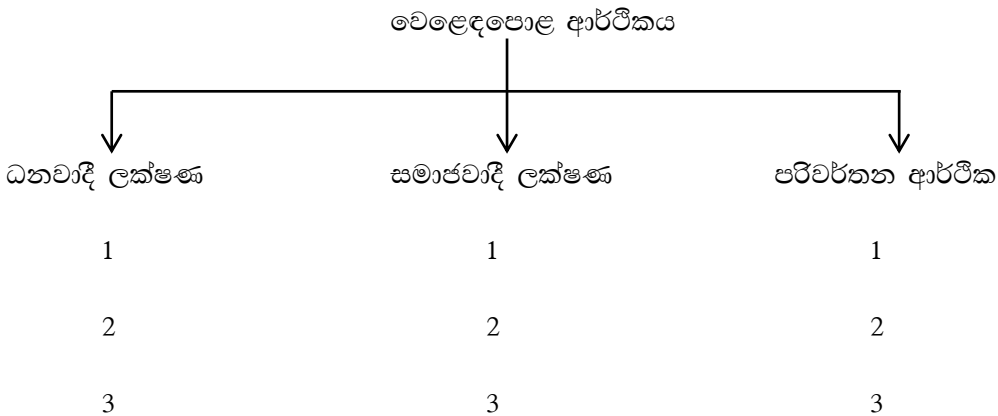 වෙළෙඳපොළ ආර්ථිකය
ධනවාදී ලක්ෂණ සමාජවාදී ලක්ෂණ පරිවර්තන ආර්ථික
1 1 1
2 2 2
3 3 3